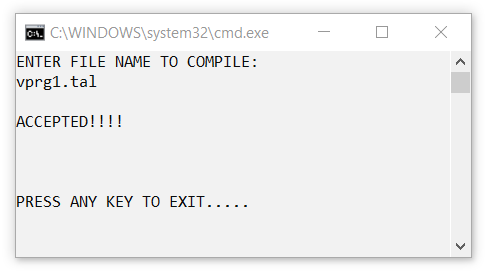 C:\WINDOWS\system32\cmd.exe
ENTER FILE NAME TO COMPILE:
vprg1.tal
ACCEPTED!!!!
PRESS ANY KEY TO EXIT.....